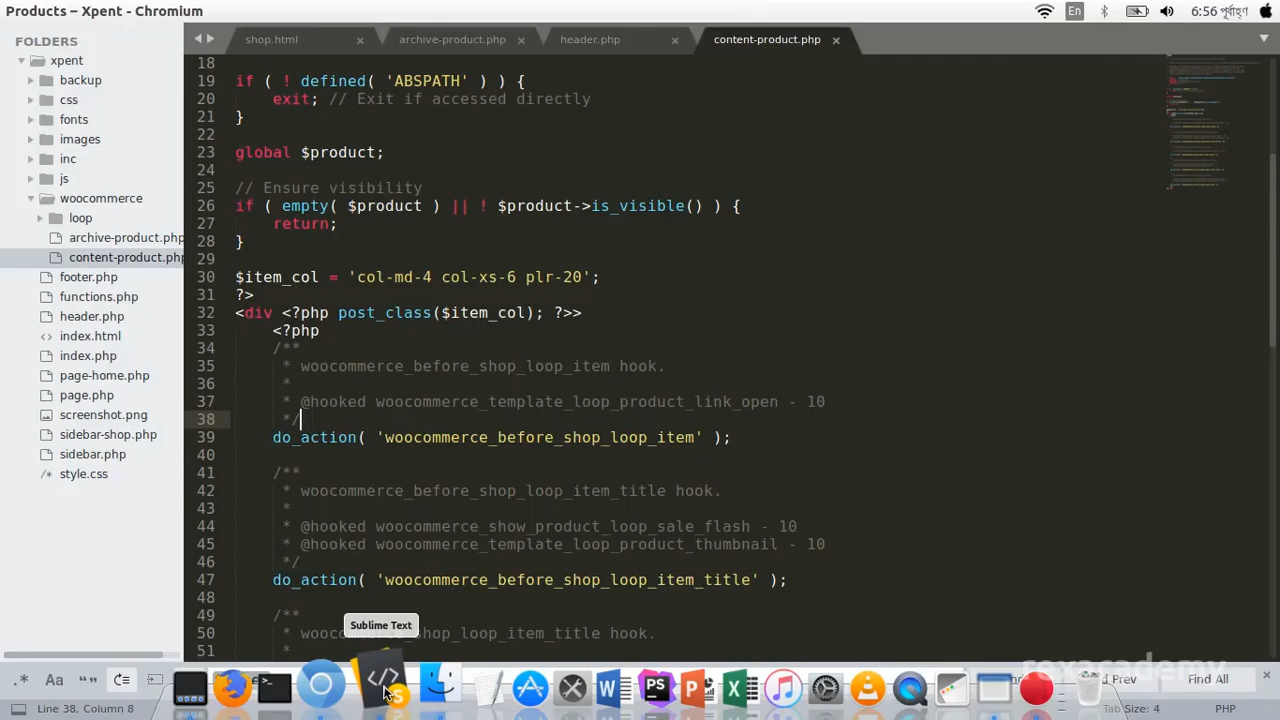 Products – Xpent - Chromium
En
6:56 পূর্বাহ্ণ
FOLDERS
xpent
backup
css
fonts
images
inc
js
woocommerce
loop
archive-product.php
content-product.php
footer.php
functions.php
header.php
index.html
index.php
page-home.php
page.php
screenshot.png
sidebar-shop.php
sidebar.php
/* style.css
shop.html
archive-product.php
header.php
content-product.php
18
19 if ( ! defined( 'ABSPATH' ) ) {
20 exit; // Exit if accessed directly
21 }
22
23 global $product;
24
25 // Ensure visibility
26 if ( empty( $product ) || ! $product->is_visible() ) {
27 return;
28 }
29
30 $item_col = 'col-md-4 col-xs-6 plr-20';
31 ?>
32 <div <?php post_class($item_col); ?>>
33 <?php
34 /**
35 * woocommerce_before_shop_loop_item hook.
36 *
37 * @hooked woocommerce_template_loop_product_link_open - 10
38 */
39 do_action( 'woocommerce_before_shop_loop_item' );
40
41 /**
42 * woocommerce_before_shop_loop_item_title hook.
43 *
44 * @hooked woocommerce_show_product_loop_sale_flash - 10
45 * @hooked woocommerce_template_loop_product_thumbnail - 10
46 */
47 do_action( 'woocommerce_before_shop_loop_item_title' );
48
49 /**
50 * _shop_loop_item_title hook.
51 *
Sublime Text
.* Aa “”
Prev
Find All
Line 38, Column 8
Tab Size: 4
PHP